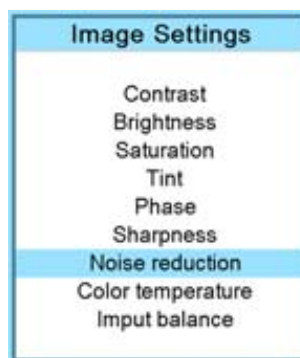 Image Settings
Contrast
Brightness
Saturation
Tint
Phase
Sharpness
Noise reduction
Color temperature
Imput balance